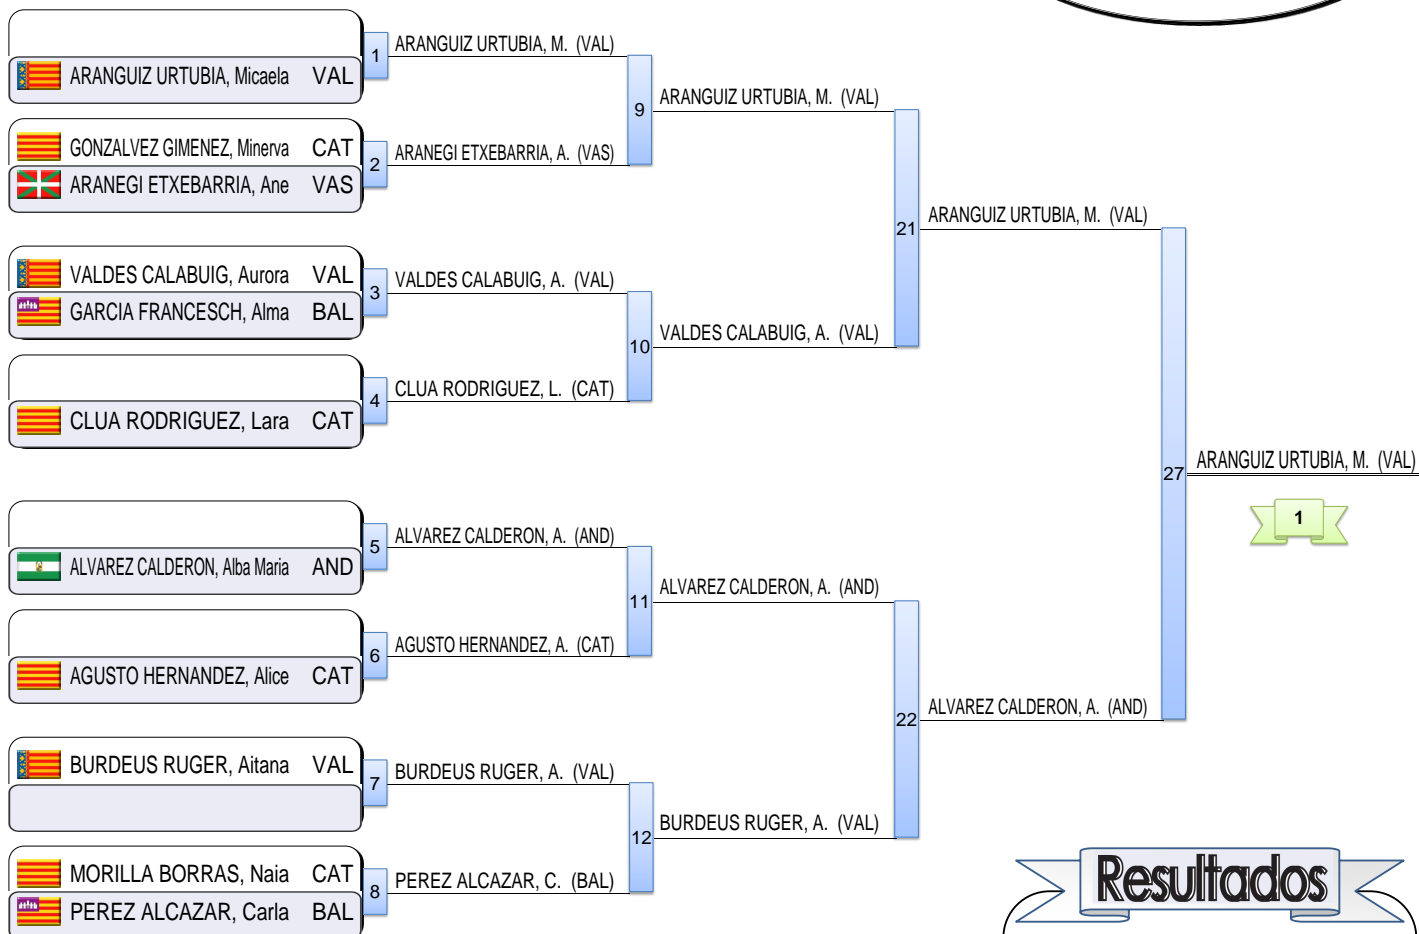 ARANGUIZ URTUBIA, Micaela VAL
GONZALVEZ GIMENEZ, Minerva CAT
ARANEGI ETXEBARRIA, Ane VAS
VALDES CALABUIG, Aurora VAL
GARCIA FRANCESCH, Alma BAL
CLUA RODRIGUEZ, Lara CAT
ALVAREZ CALDERON, Alba Maria AND
AGUSTO HERNANDEZ, Alice CAT
BURDEUS RUGER, Aitana VAL
MORILLA BORRAS, Naia CAT
PEREZ ALCAZAR, Carla BAL
1 ARANGUIZ URTUBIA, M. (VAL)
2 ARANEGI ETXEBARRIA, A. (VAS)
3 VALDES CALABUIG, A. (VAL)
4 CLUA RODRIGUEZ, L. (CAT)
5 ALVAREZ CALDERON, A. (AND)
6 AGUSTO HERNANDEZ, A. (CAT)
7 BURDEUS RUGER, A. (VAL)
8 PEREZ ALCAZAR, C. (BAL)
9 ARANGUIZ URTUBIA, M. (VAL)
10 VALDES CALABUIG, A. (VAL)
11 ALVAREZ CALDERON, A. (AND)
12 BURDEUS RUGER, A. (VAL)
21 ARANGUIZ URTUBIA, M. (VAL)
22 ALVAREZ CALDERON, A. (AND)
27 ARANGUIZ URTUBIA, M. (VAL)
1
Resultados